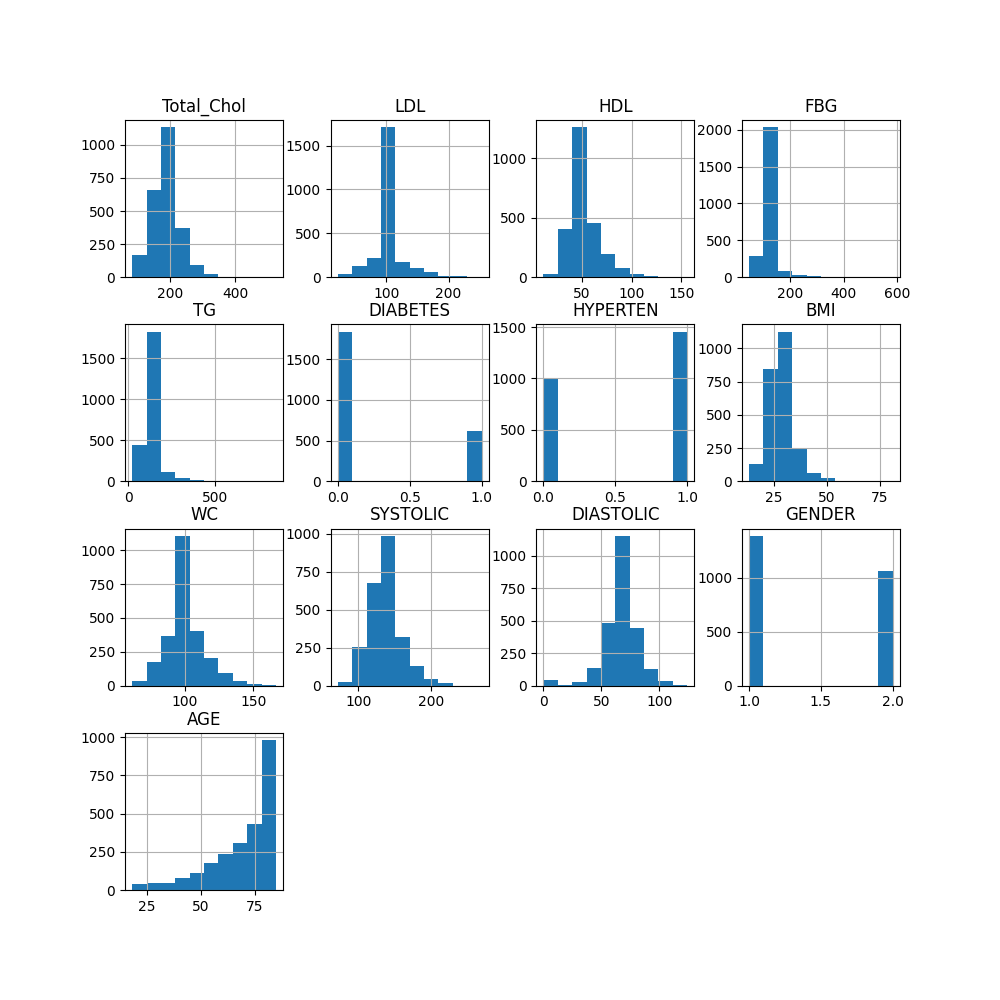 Total_Chol LDL HDL FBG
1000 750 500 250 0
200 400
1500 1000 500 0
100 200
1000 500 0
50 100 150
2000 1500 1000 500 0
200 400 600
TG DIABETES HYPERTEN BMI
1500 1000 500 0
0 500
1500 1000 500 0
0.0 0.5 1.0
1500 1000 500 0
0.0 0.5 1.0
1000 750 500 250 0
25 50 75
WC SYSTOLIC DIASTOLIC GENDER
1000 750 500 250 0
100 150
1000 750 500 250 0
100 200
1000 750 500 250 0
0 50 100
1000 500 0
1.0 1.5 2.0
AGE
1000 750 500 250 0
25 50 75